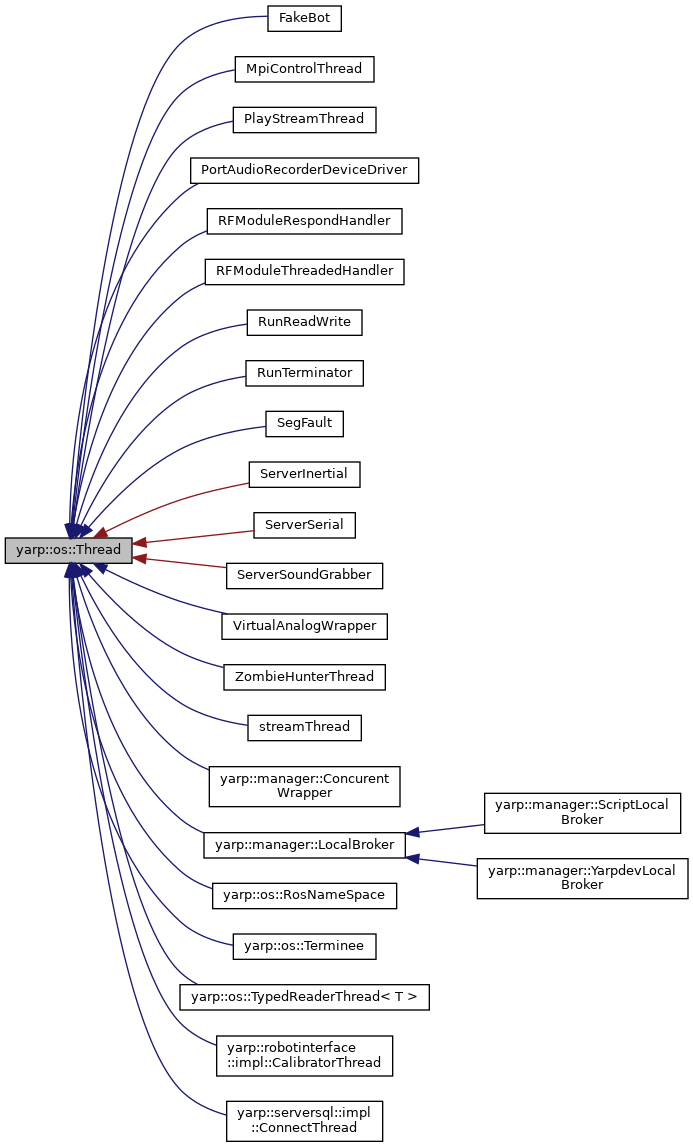 FakeBot
MpiControlThread
PlayStreamThread
PortAudioRecorderDeviceDriver
RFModuleRespondHandler
RFModuleThreadedHandler
RunReadWrite
RunTerminator
SegFault
ServerInertial
ServerSerial
yarp::os::Thread
ServerSoundGrabber
VirtualAnalogWrapper
ZombieHunterThread
streamThread
yarp::manager::Concurent
Wrapper
yarp::manager::ScriptLocal
Broker
yarp::manager::LocalBroker
yarp::manager::YarpdevLocal
Broker
yarp::os::RosNameSpace
yarp::os::Terminee
yarp::os::TypedReaderThread< T >
yarp::robotinterface
::impl::CalibratorThread
yarp::serversql::impl
::ConnectThread